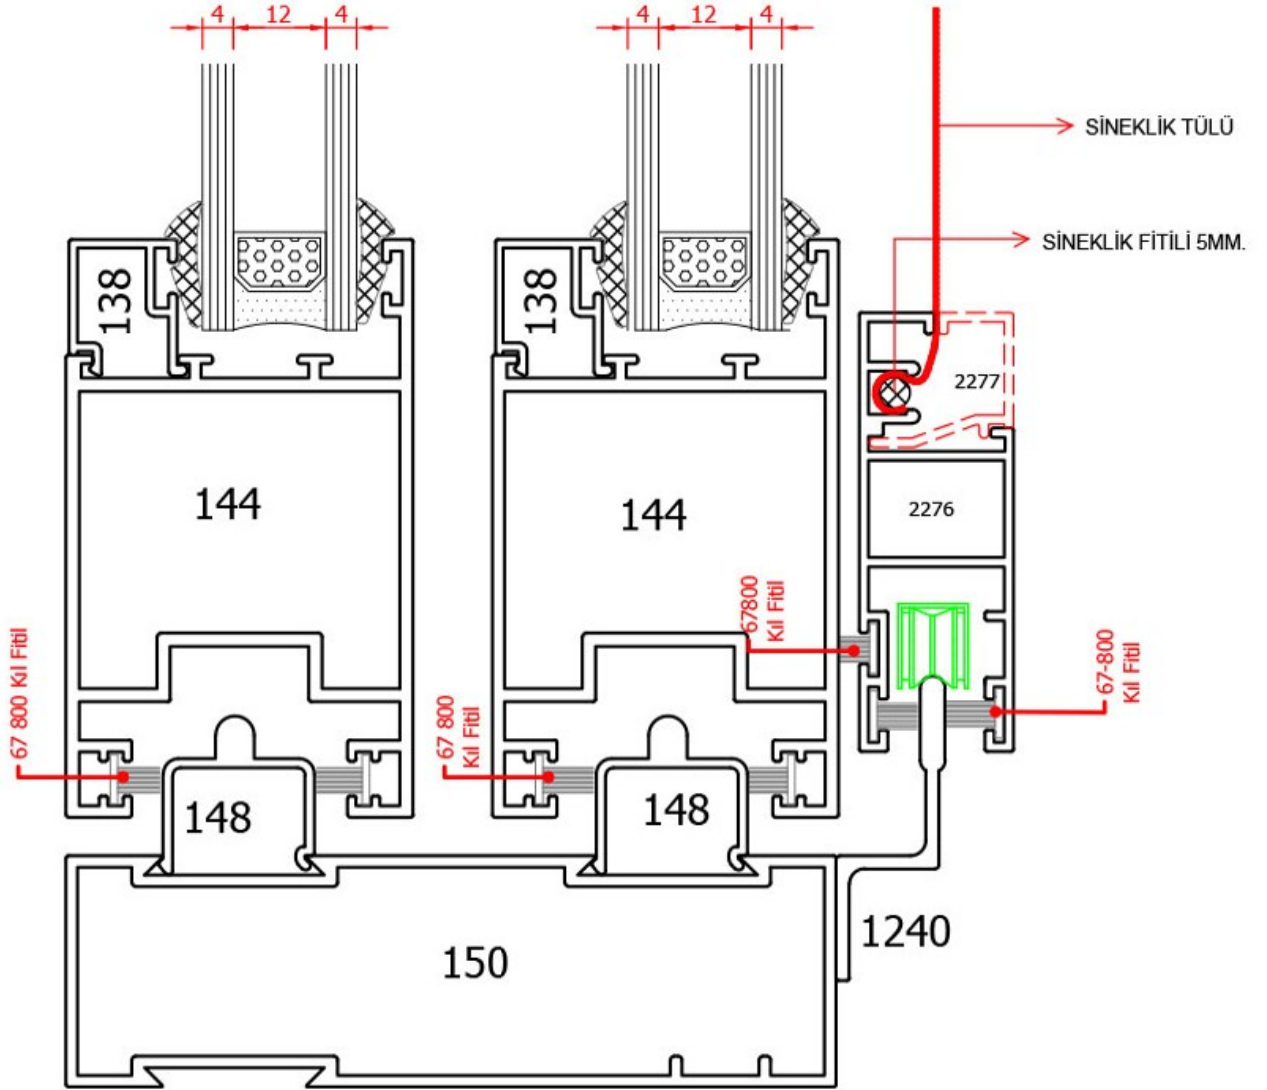 4 12 4
4 12 4
SİNEKLİK TÜLÜ
SİNEKLİK FİTİLİ 5MM.
138
138
2277
144
144
2276
67800
Kıl Fitil
67 800 Kıl Fitil
67 800
Kıl Fitil
67-800
Kıl Fitil
148
148
1240
150